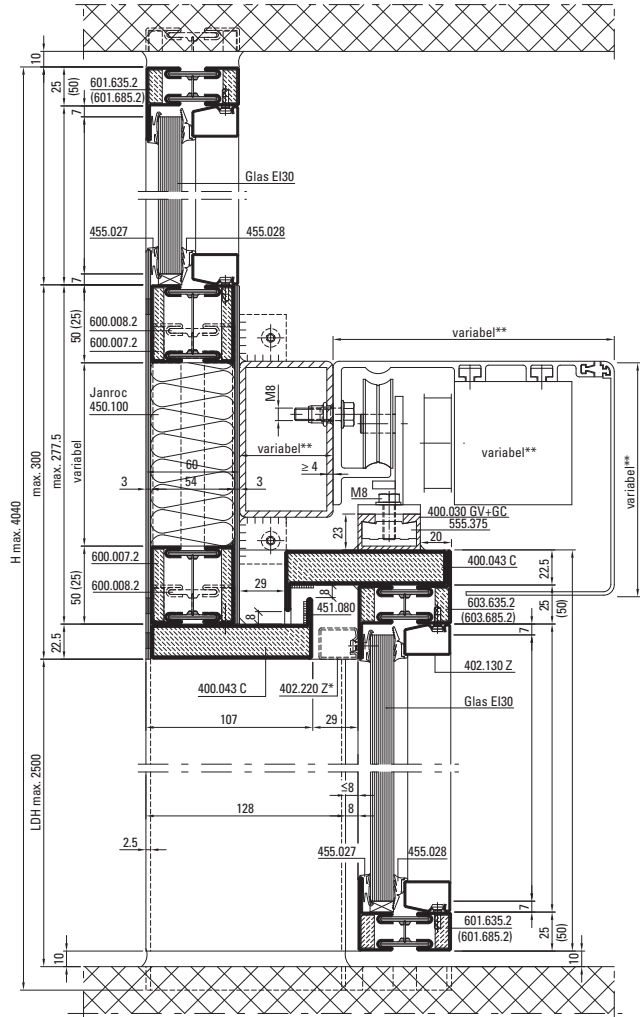 10
25
(50)
601.635.2
(601.685.2)
7
Glas EI30
455.027
455.028
7
H max. 4040
max. 300
max. 277.5
50 (25)
600.008.2
600.007.2
variabel**
Janroc
450.100
variabel
M8
variabel**
60
3
54
3
≥ 4
variabel**
variabel**
M8
400.030 GV+GC
555.375
23
20
400.043 C
600.007.2
50 (25)
600.008.2
29
8
451.080
8
22.5
25
(50)
603.635.2
(603.685.2)
22.5
7
402.130 Z
400.043 C
402.220 Z*
Glas EI30
107
29
LDH max. 2500
≤8
128
8
2.5
455.027
455.028
7
601.635.2
(601.685.2)
25
(50)
10
10